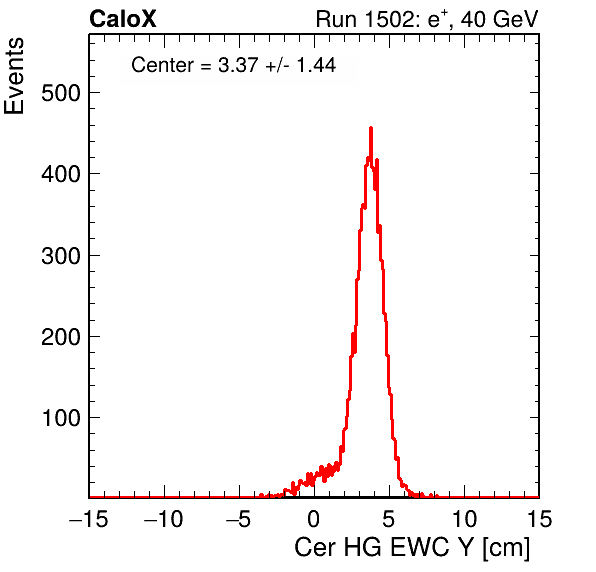 CaloX Run 1502: e⁺, 40 GeV
Events
Center = 3.37 +/- 1.44
500
400
300
200
100
−15 −10 −5 0 5 10 15
Cer HG EWC Y [cm]